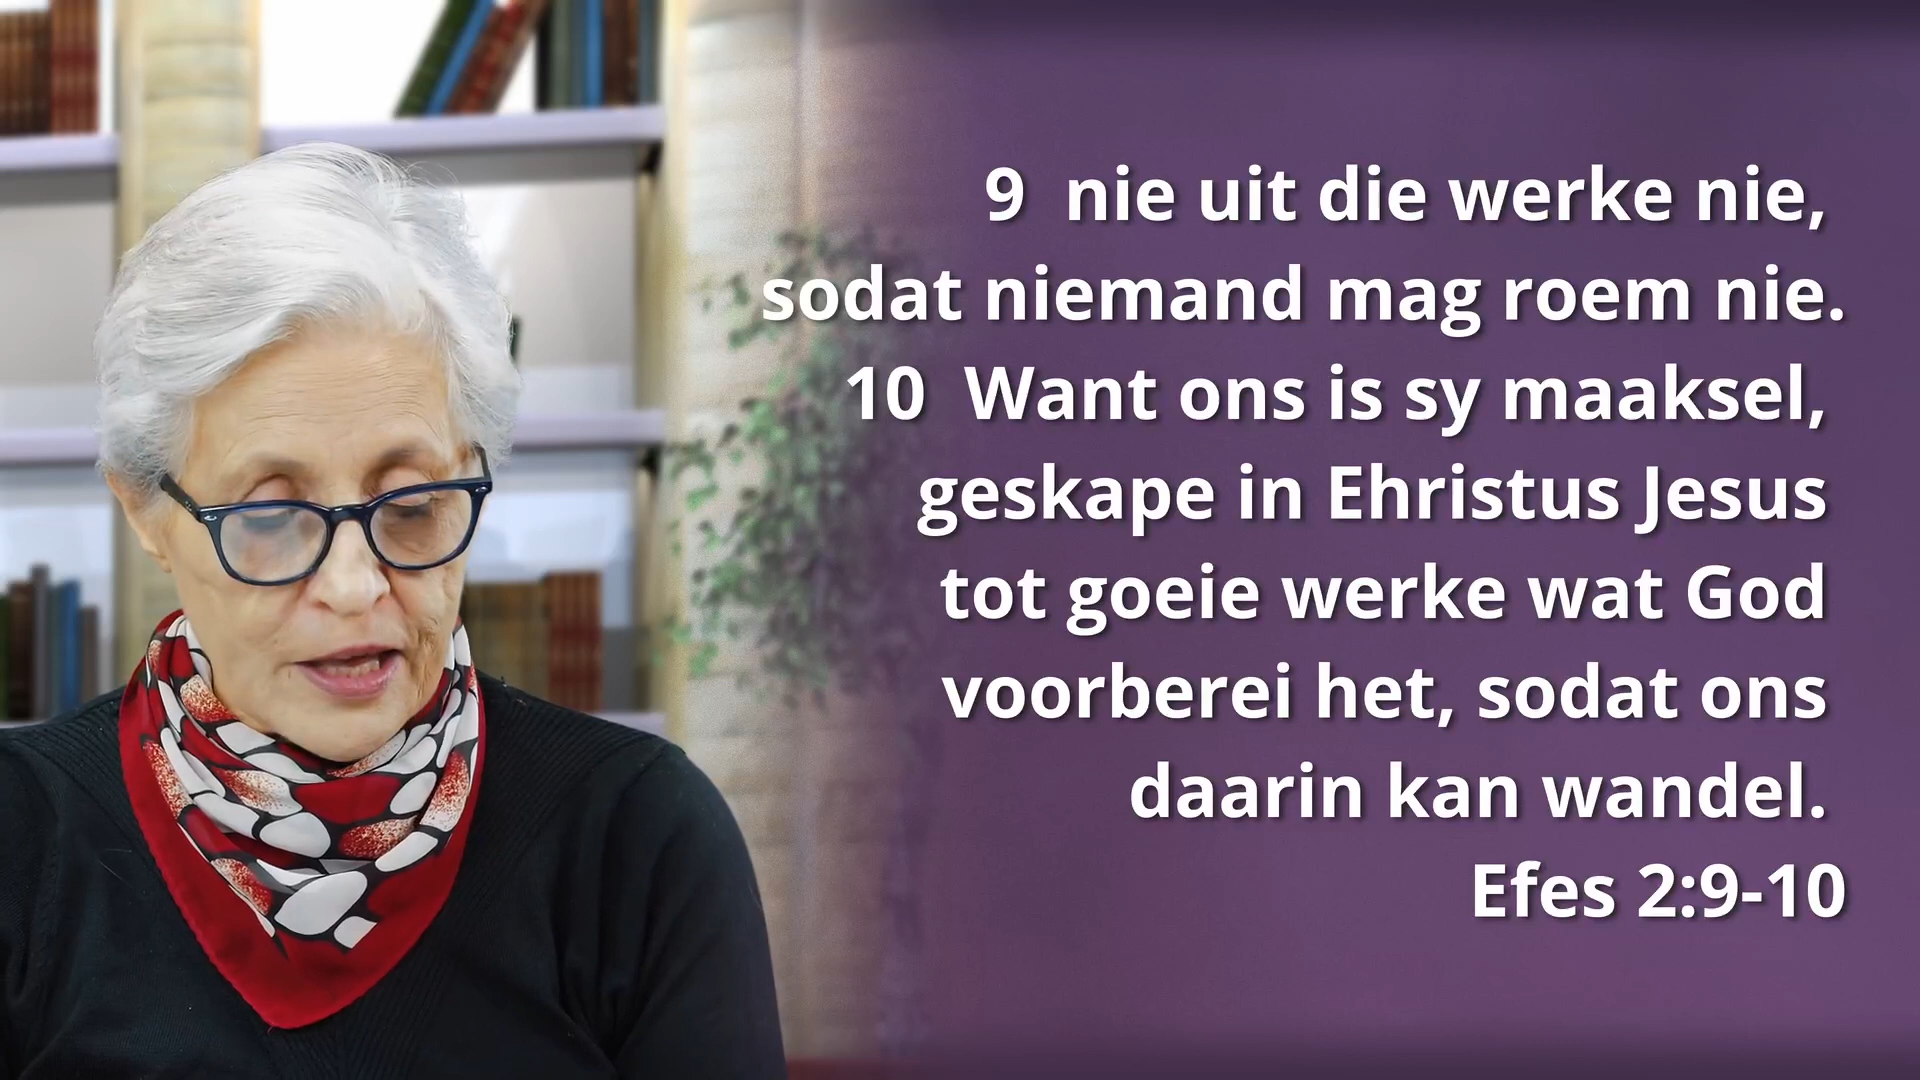 9 nie uit die werke nie,
sodat niemand mag roem nie.
10 Want ons is sy maaksel,
geskape in Ehristus Jesus
tot goeie werke wat God
voorberei het, sodat ons
daarin kan wandel.
Efes 2:9-10